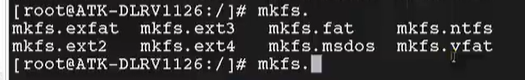 [root@ATK-DLRV1126:/]# mkfs.
mkfs.exfat mkfs.ext3 mkfs.fat mkfs.ntfs
mkfs.ext2 mkfs.ext4 mkfs.msdos mkfs.vfat
[root@ATK-DLRV1126:/]# mkfs.